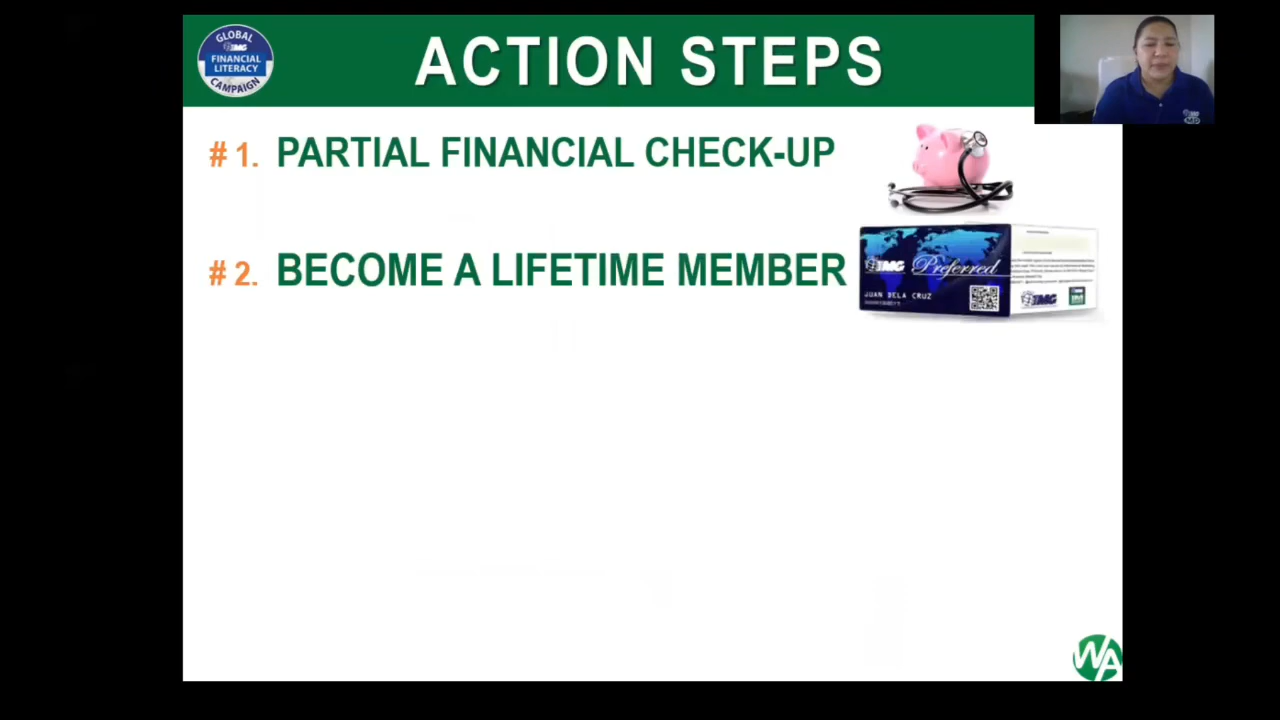 GLOBAL
IMG
FINANCIAL
LITERACY
CAMPAIGN
ACTION STEPS
# 1. PARTIAL FINANCIAL CHECK-UP
# 2. BECOME A LIFETIME MEMBER
IMG Preferred
JUAN DELA CRUZ
IMG
WA